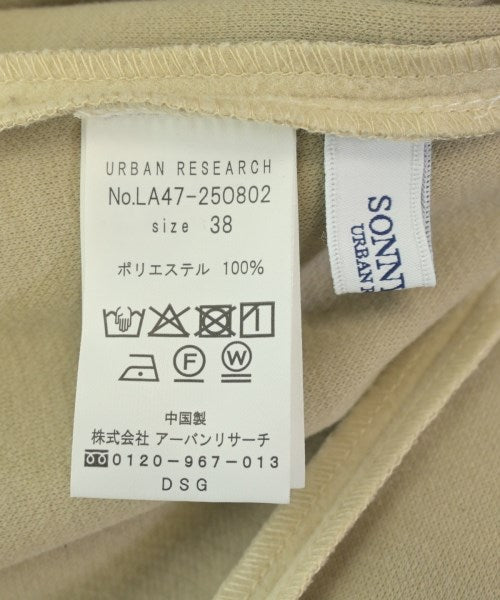 URBAN RESEARCH
No.LA47-250802
size 38
ポリエステル 100%
F W
中国製
株式会社 アーバンリサーチ
0120-967-013
DSG
URBAN